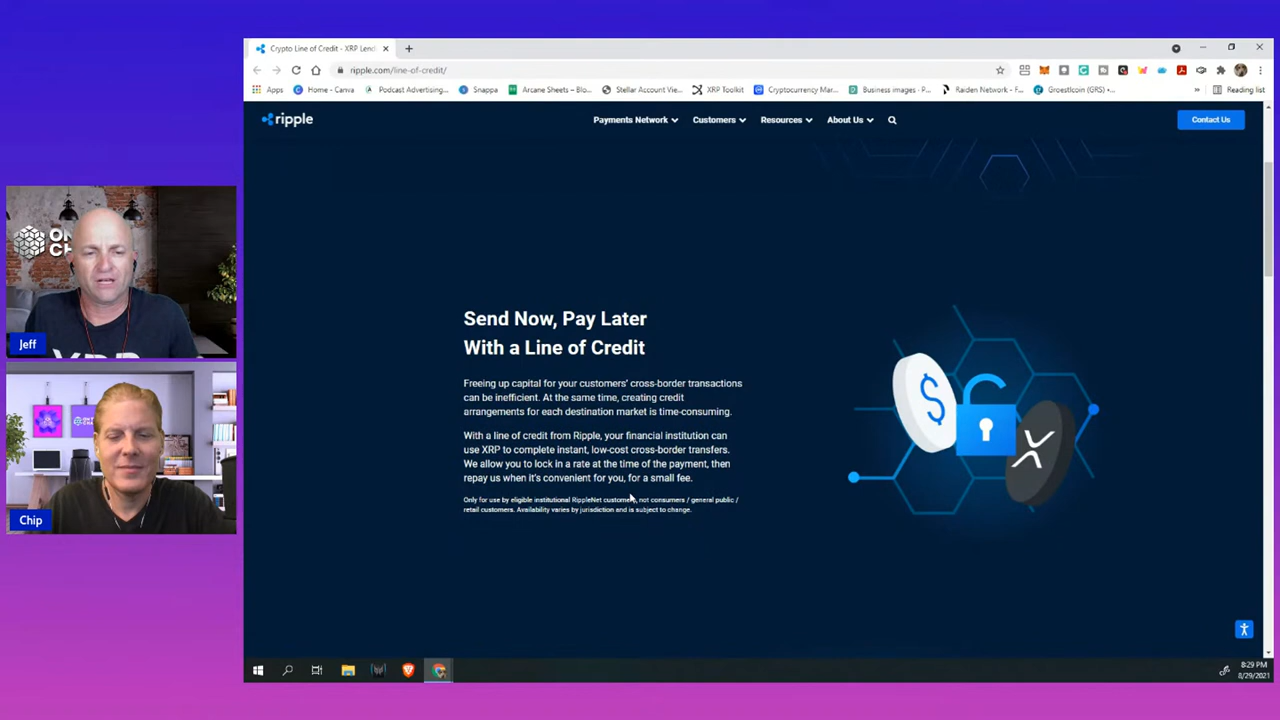 Crypto Line of Credit - XRP Lend
ripple.com/line-of-credit/
Apps
Home - Canva
Podcast Advertising...
Snappa
Arcane Sheets – Blo...
Stellar Account Vie...
XRP Toolkit
Cryptocurrency Mar...
Business images - P...
Raiden Network - F...
Groestlcoin (GRS) •...
»
Reading list
ripple
Payments Network
Customers
Resources
About Us
Contact Us
Send Now, Pay Later
With a Line of Credit
Freeing up capital for your customers' cross-border transactions
can be inefficient. At the same time, creating credit
arrangements for each destination market is time-consuming.
With a line of credit from Ripple, your financial institution can
use XRP to complete instant, low-cost cross-border transfers.
We allow you to lock in a rate at the time of the payment, then
repay us when it's convenient for you, for a small fee.
Only for use by eligible institutional RippleNet customers, not consumers / general public /
retail customers. Availability varies by jurisdiction and is subject to change.
$
ON
CH
XRP
Jeff
Chip
8:29 PM
8/29/2021